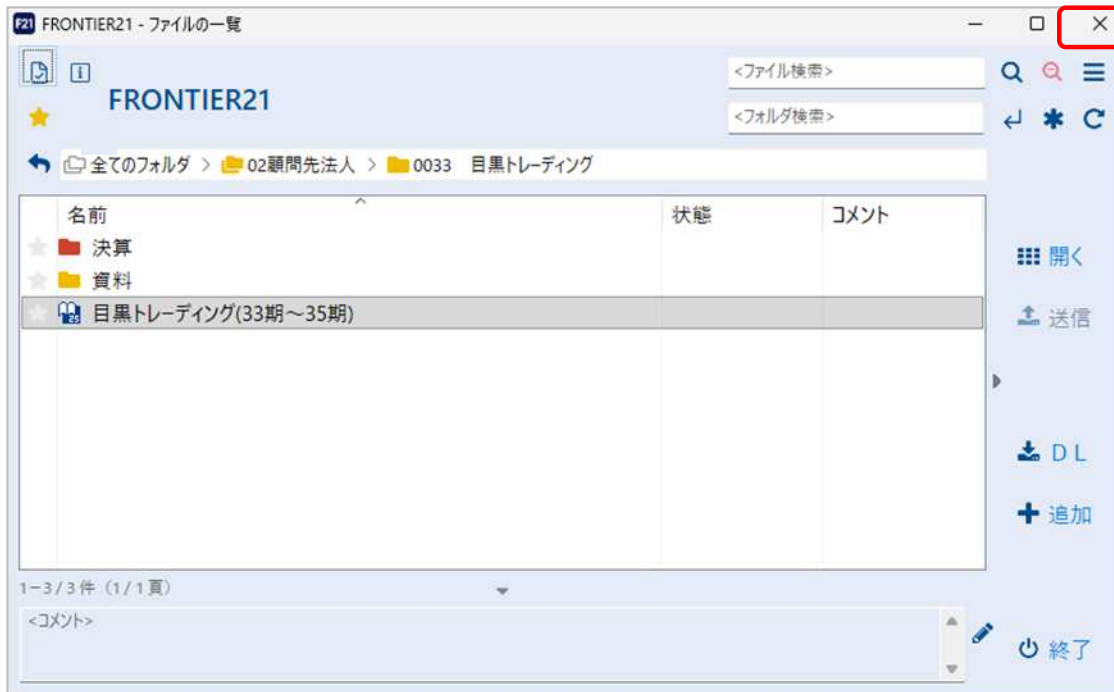 F21 FRONTIER21 - ファイルの一覧
<ファイル検索>
FRONTIER21
<フォルダ検索>
全てのフォルダ > 02顧問先法人 > 0033 目黒トレーディング
名前 状態 コメント
決算
開く
資料
目黒トレーディング(33期～35期)
送信
DL
追加
1-3/3件 (1/1頁)
<コメント>
終了